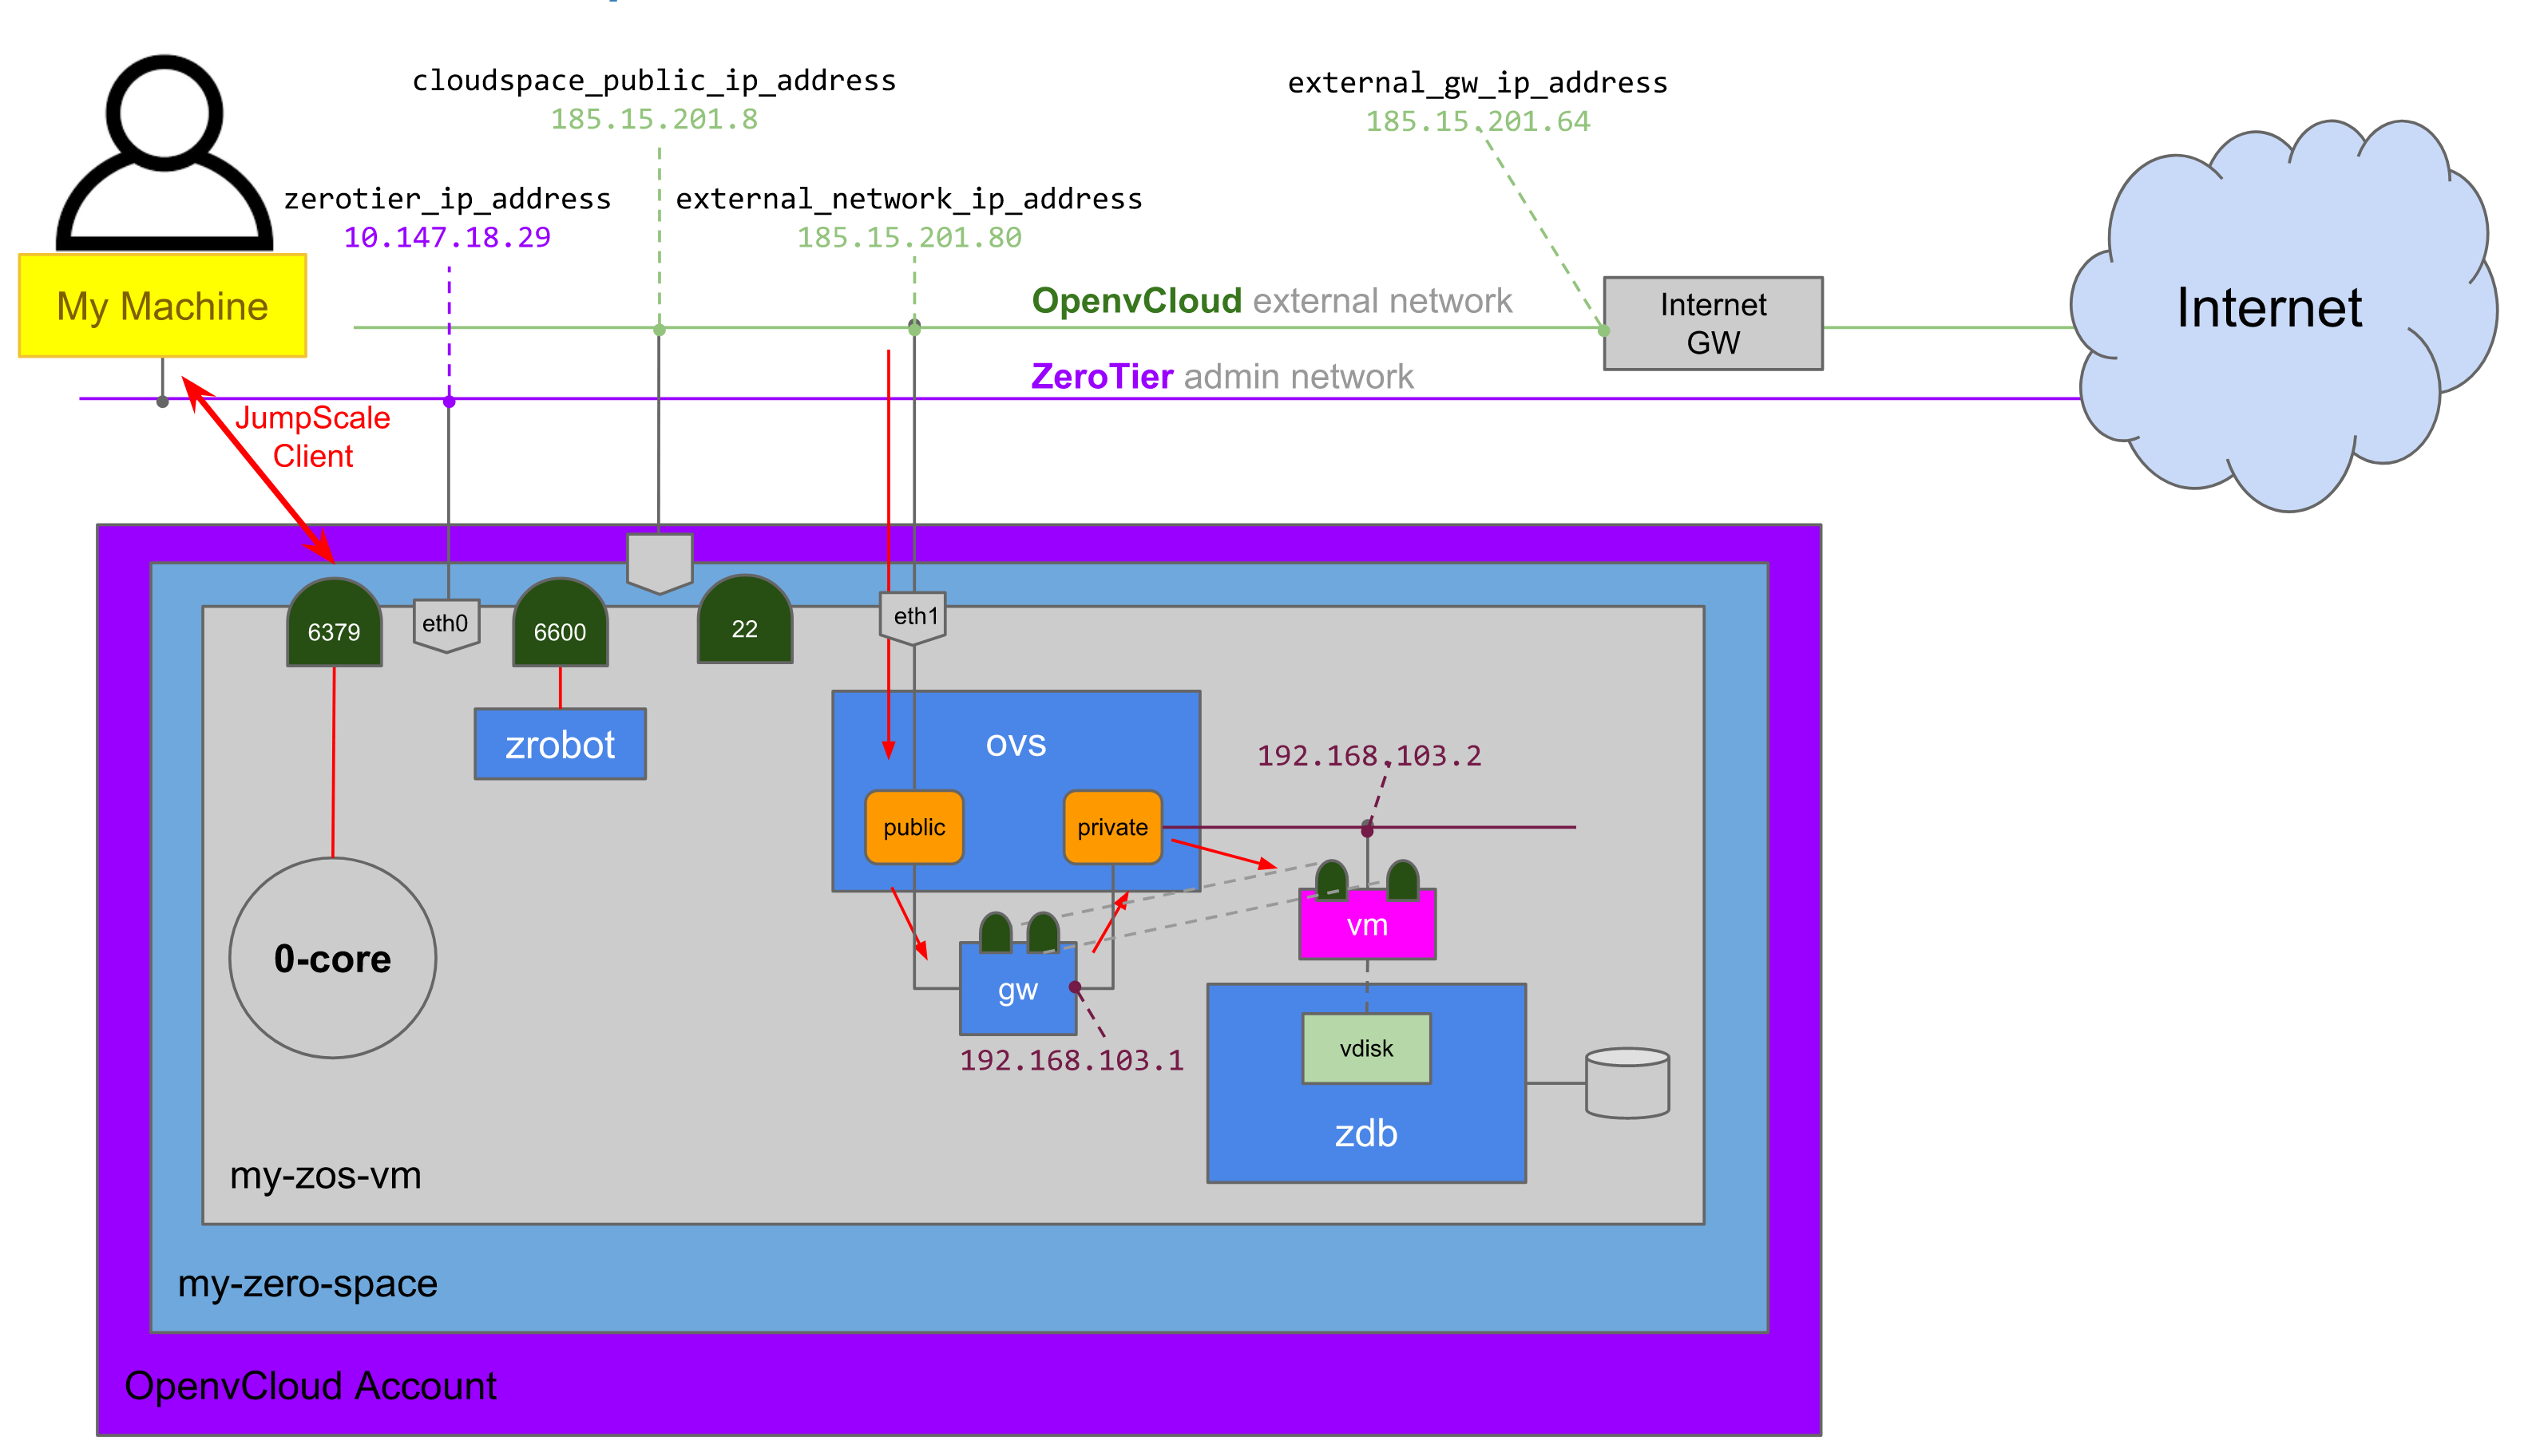 cloudspace_public_ip_address
185.15.201.8
external_gw_ip_address
185.15.201.64
zerotier_ip_address
10.147.18.29
external_network_ip_address
185.15.201.80
My Machine
OpenvCloud external network
Internet
GW
Internet
ZeroTier admin network
JumpScale
Client
6379
eth0
6600
22
eth1
zrobot
ovs
192.168.103.2
public
private
vm
0-core
gw
192.168.103.1
vdisk
zdb
my-zos-vm
my-zero-space
OpenvCloud Account